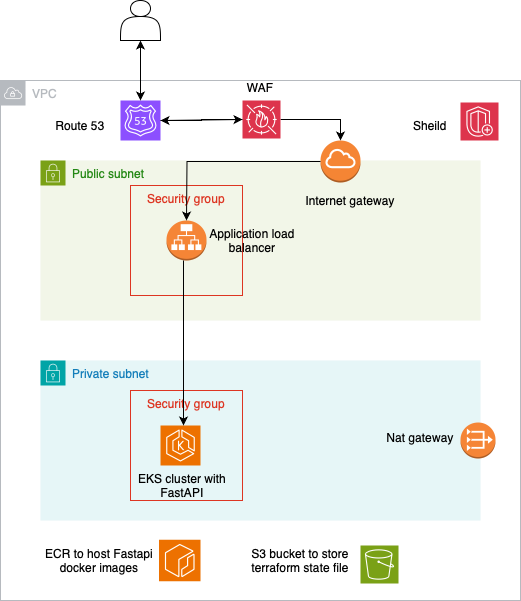 VPC
WAF
Route 53
53
Sheild
Public subnet
Internet gateway
Security group
Application load
balancer
Private subnet
Security group
K
Nat gateway
EKS cluster with
FastAPI
ECR to host Fastapi
docker images
S3 bucket to store
terraform state file